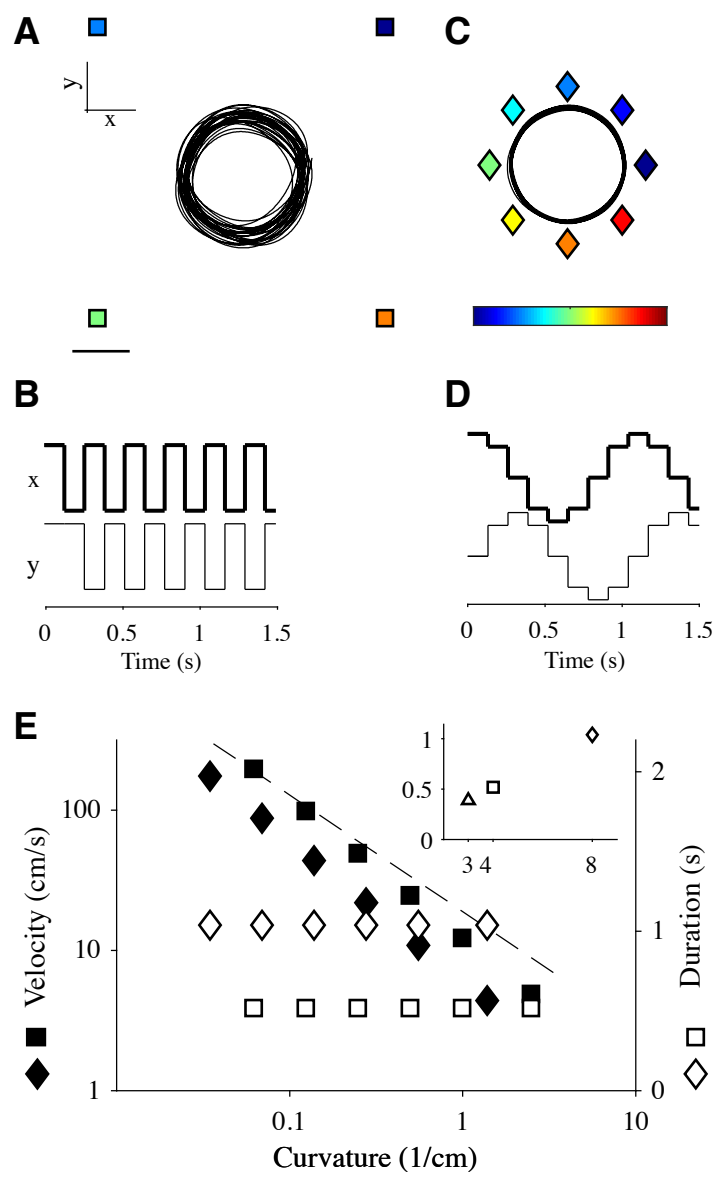 A
C
y
x
B
D
x
y
0 0.5 1 1.5
Time (s)
0 0.5 1 1.5
Time (s)
E
1
0.5
0
3 4 8
100
10
1
2
1
0
Velocity (cm/s)
Duration (s)
0.1 1 10
Curvature (1/cm)